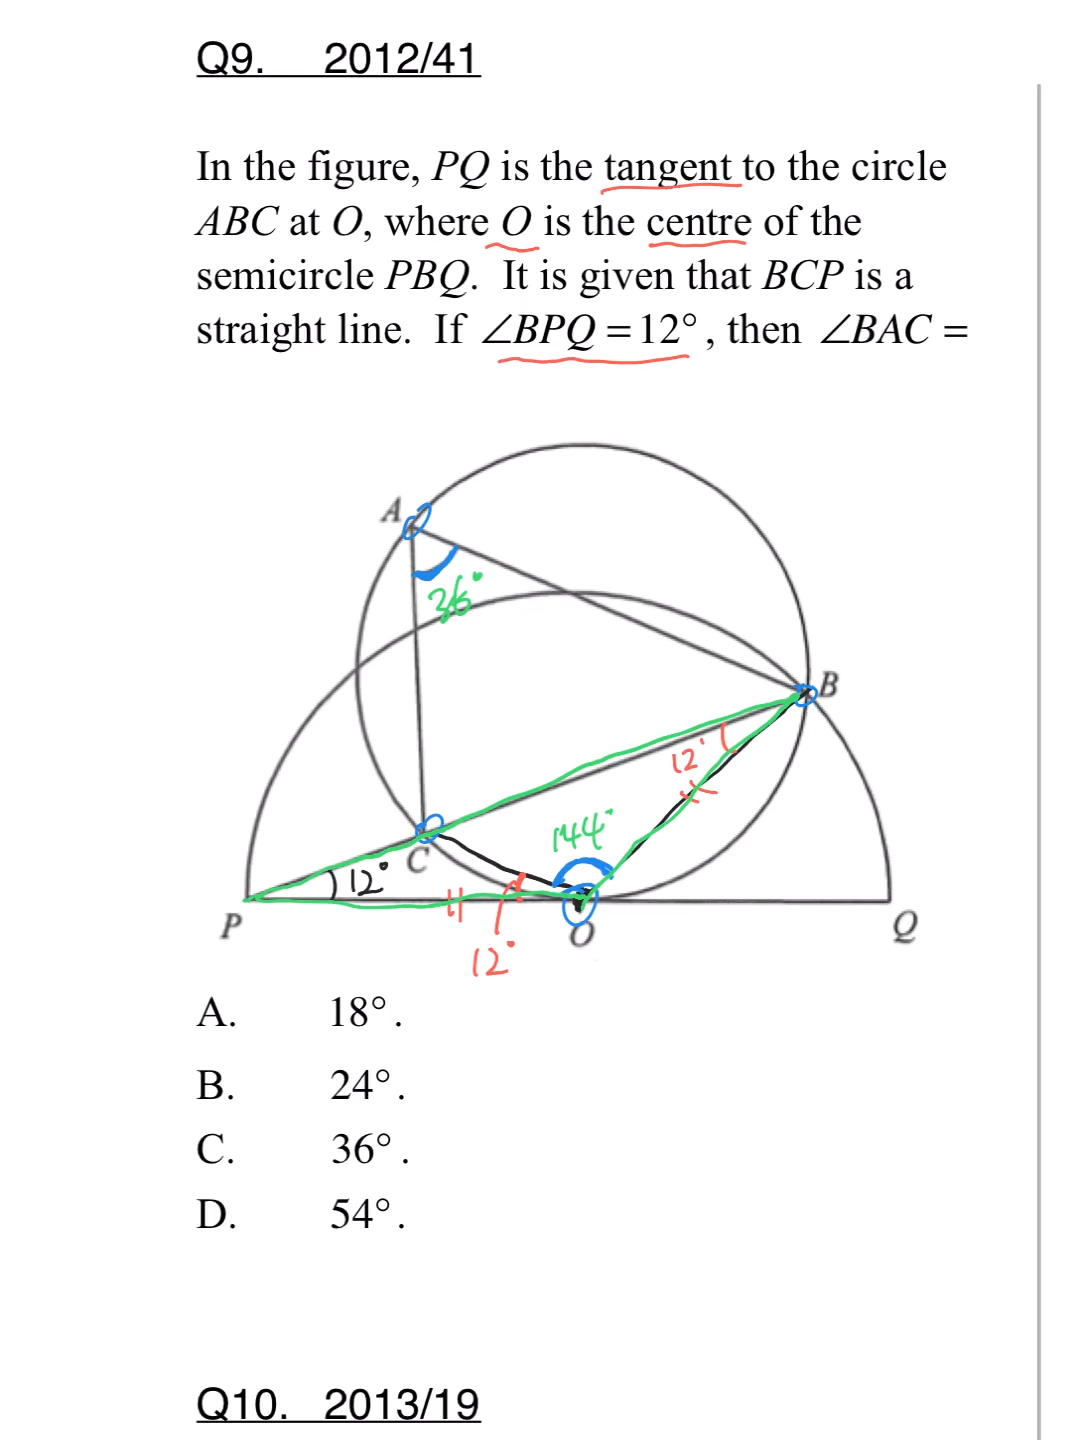 Q9. 2012/41
In the figure, PQ is the tangent to the circle
ABC at O, where O is the centre of the
semicircle PBQ. It is given that BCP is a
straight line. If ∠BPQ = 12°, then ∠BAC =
A
36°
B
12°
144°
C
12°
P
O
Q
12°
A. 18°.
B. 24°.
C. 36°.
D. 54°.
Q10. 2013/19